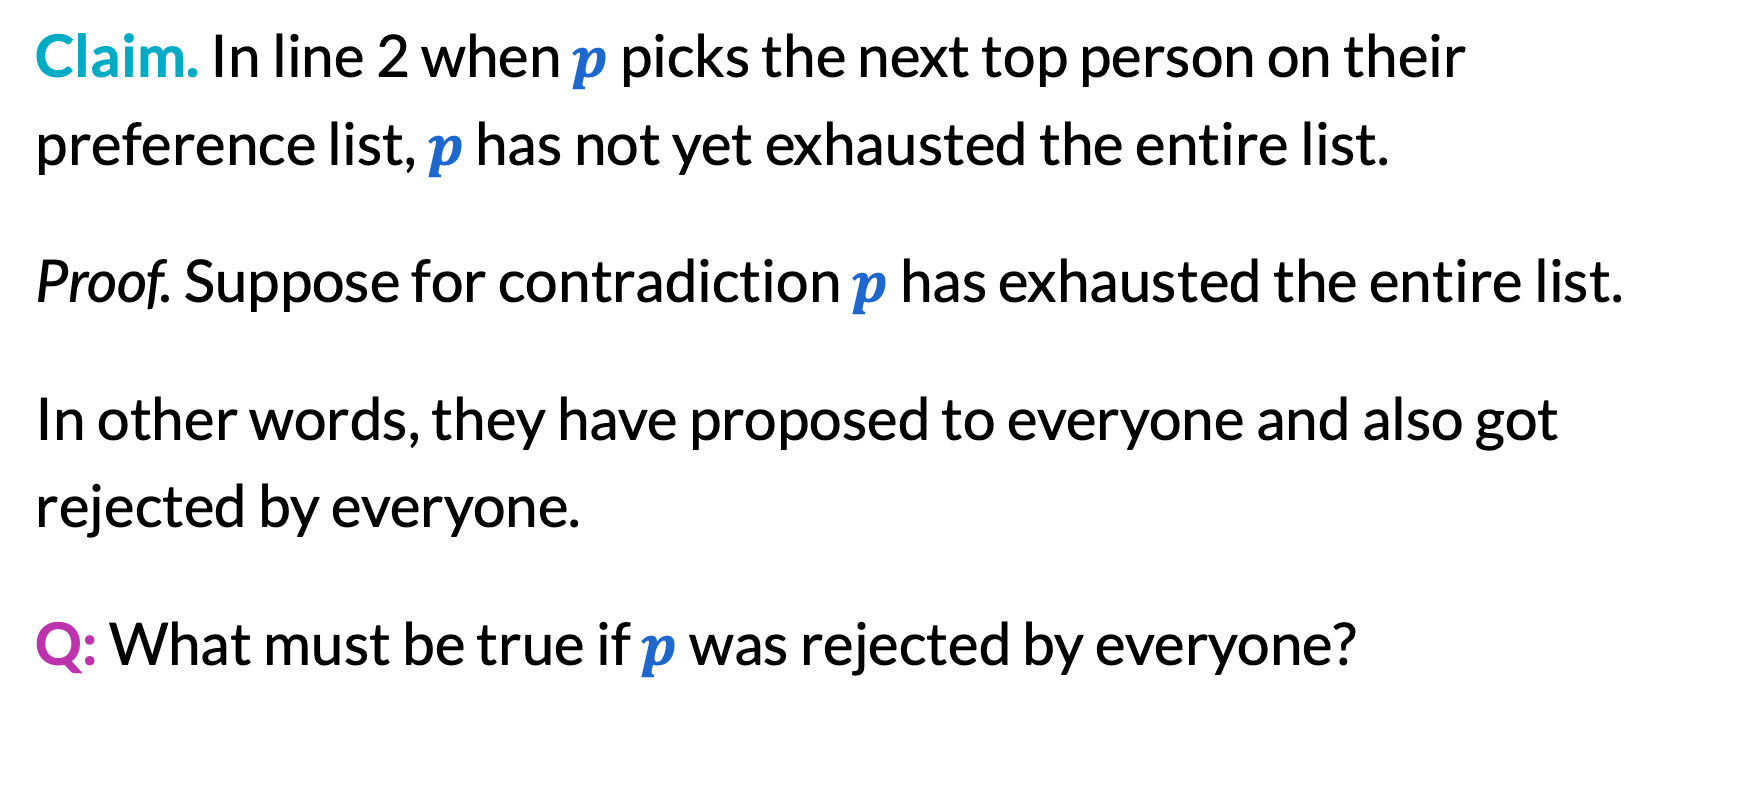 Claim. In line 2 when p picks the next top person on their
preference list, p has not yet exhausted the entire list.
Proof. Suppose for contradiction p has exhausted the entire list.
In other words, they have proposed to everyone and also got
rejected by everyone.
Q: What must be true if p was rejected by everyone?